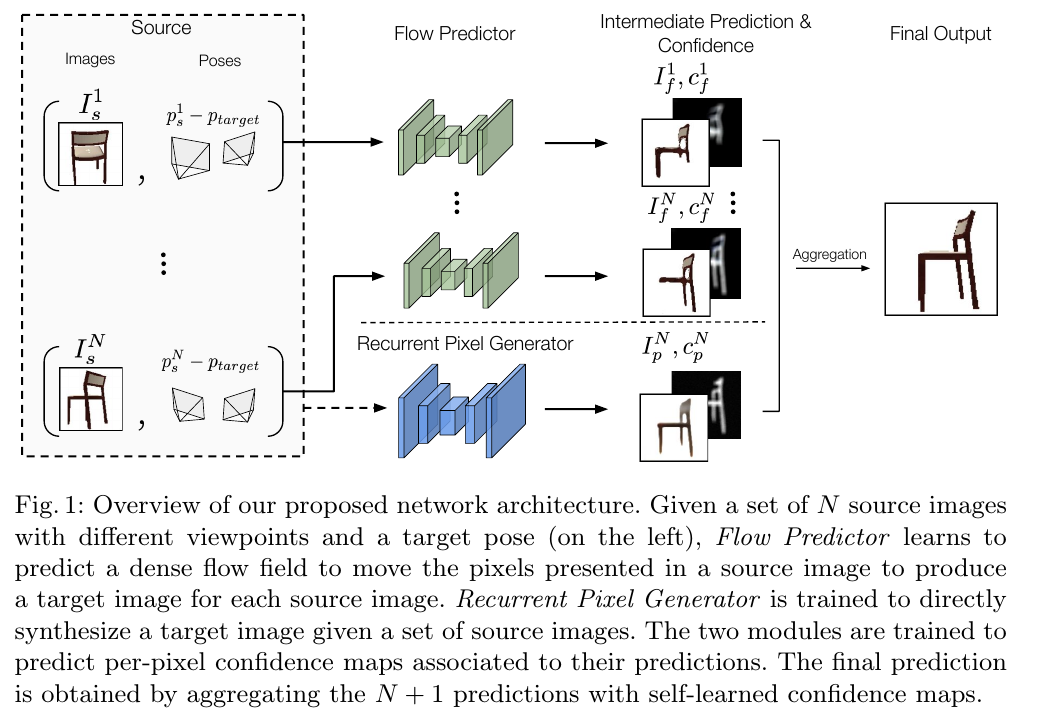 Source
Images
Poses
Flow Predictor
Intermediate Prediction &
Confidence
Final Output
I_s^1
p_s^1 − p_{target}
,
I_f^1, c_f^1
⋮
⋮
I_f^N, c_f^N ⋮
Aggregation
Recurrent Pixel Generator
I_s^N
p_s^N − p_{target}
,
I_p^N, c_p^N
Fig. 1: Overview of our proposed network architecture. Given a set of N source images
with different viewpoints and a target pose (on the left), Flow Predictor learns to
predict a dense flow field to move the pixels presented in a source image to produce
a target image for each source image. Recurrent Pixel Generator is trained to directly
synthesize a target image given a set of source images. The two modules are trained to
predict per-pixel confidence maps associated to their predictions. The final prediction
is obtained by aggregating the N + 1 predictions with self-learned confidence maps.